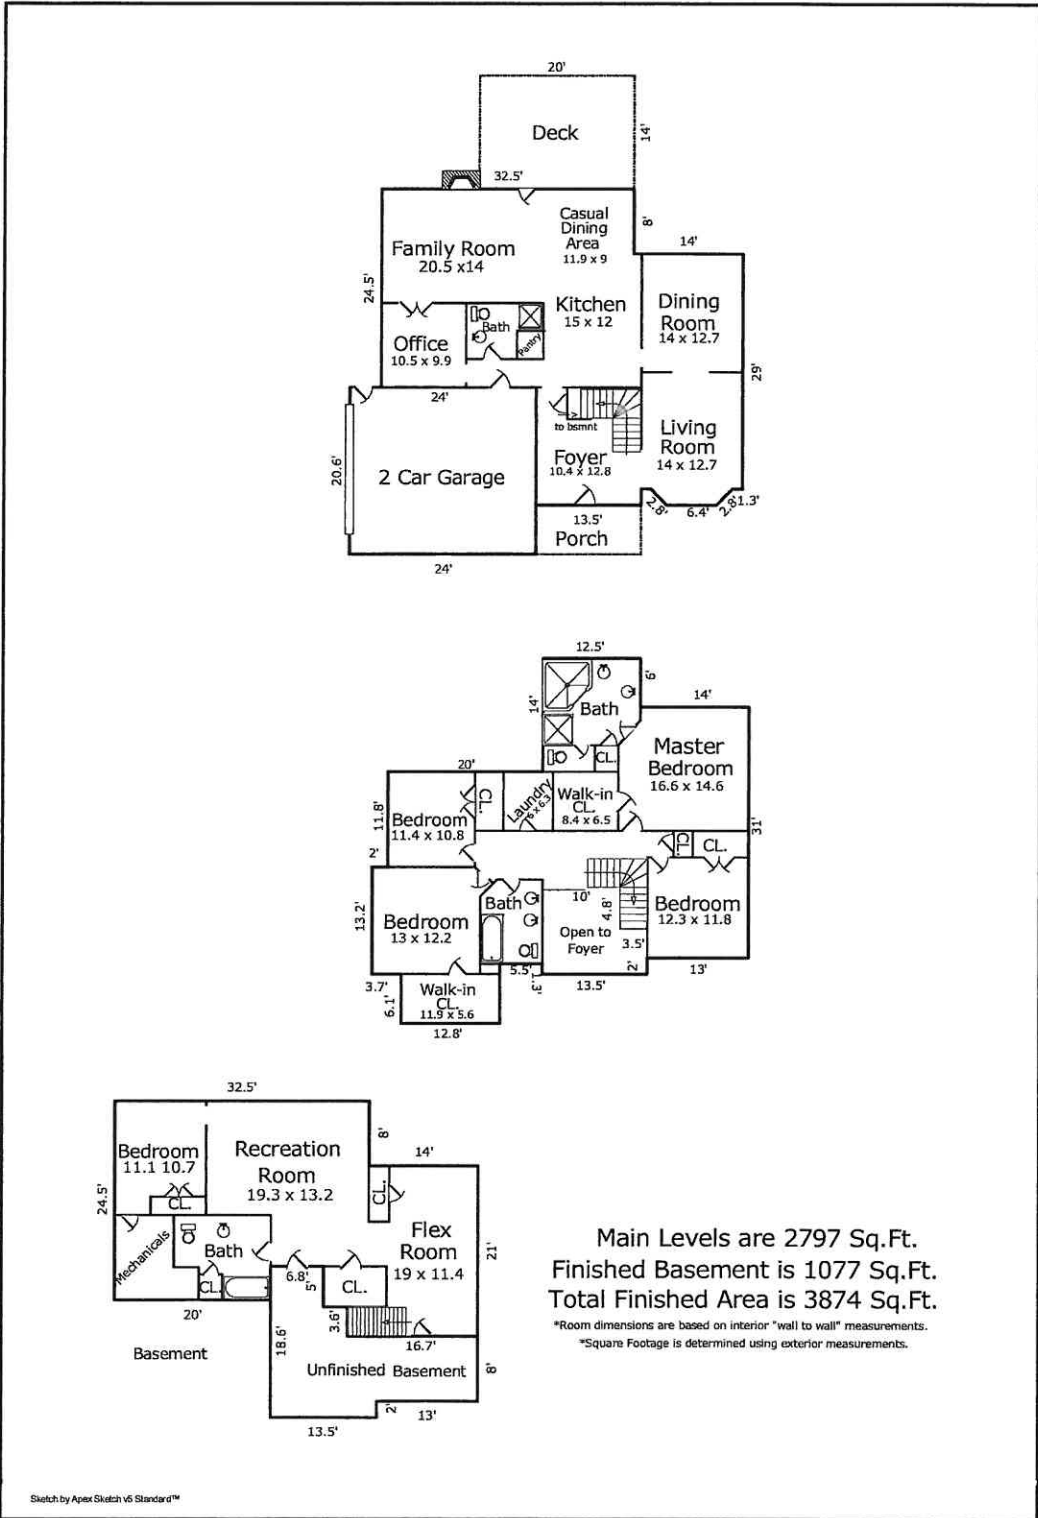 20'
Deck
14'
32.5'
Casual
Dining
Area
11.9 x 9
8'
14'
Family Room
20.5 x14
24.5'
Kitchen
15 x 12
Dining
Room
14 x 12.7
Bath
Pantry
Office
10.5 x 9.9
29'
24'
to bsmnt
Living
Room
14 x 12.7
Foyer
10.4 x 12.8
20.6'
2 Car Garage
2.8'
6.4'
2.8'
1.3'
13.5'
Porch
24'
12.5'
6'
14'
14'
Bath
Master
Bedroom
16.6 x 14.6
CL.
20'
CL.
Laundry
6 x 6.3
Walk-in
CL.
8.4 x 6.5
11.8'
Bedroom
11.4 x 10.8
31'
CL.
CL.
2'
13.2'
Bedroom
13 x 12.2
Bath
10'
4.8'
Bedroom
12.3 x 11.8
Open to
Foyer
3.5'
5.5'
1.3'
2'
13'
3.7'
6.1'
Walk-in
CL.
11.9 x 5.6
13.5'
12.8'
32.5'
8'
14'
Bedroom
11.1 10.7
Recreation
Room
19.3 x 13.2
24.5'
CL.
CL.
Flex
Room
19 x 11.4
21'
Mechanicals
Bath
CL.
6.8'
5'
CL.
20'
3.6'
16.7'
18.6'
Basement
Unfinished Basement
8'
2'
13'
13.5'
Main Levels are 2797 Sq.Ft.
Finished Basement is 1077 Sq.Ft.
Total Finished Area is 3874 Sq.Ft.
*Room dimensions are based on interior "wall to wall" measurements.
*Square Footage is determined using exterior measurements.
Sketch by Apex Sketch v5 Standard™